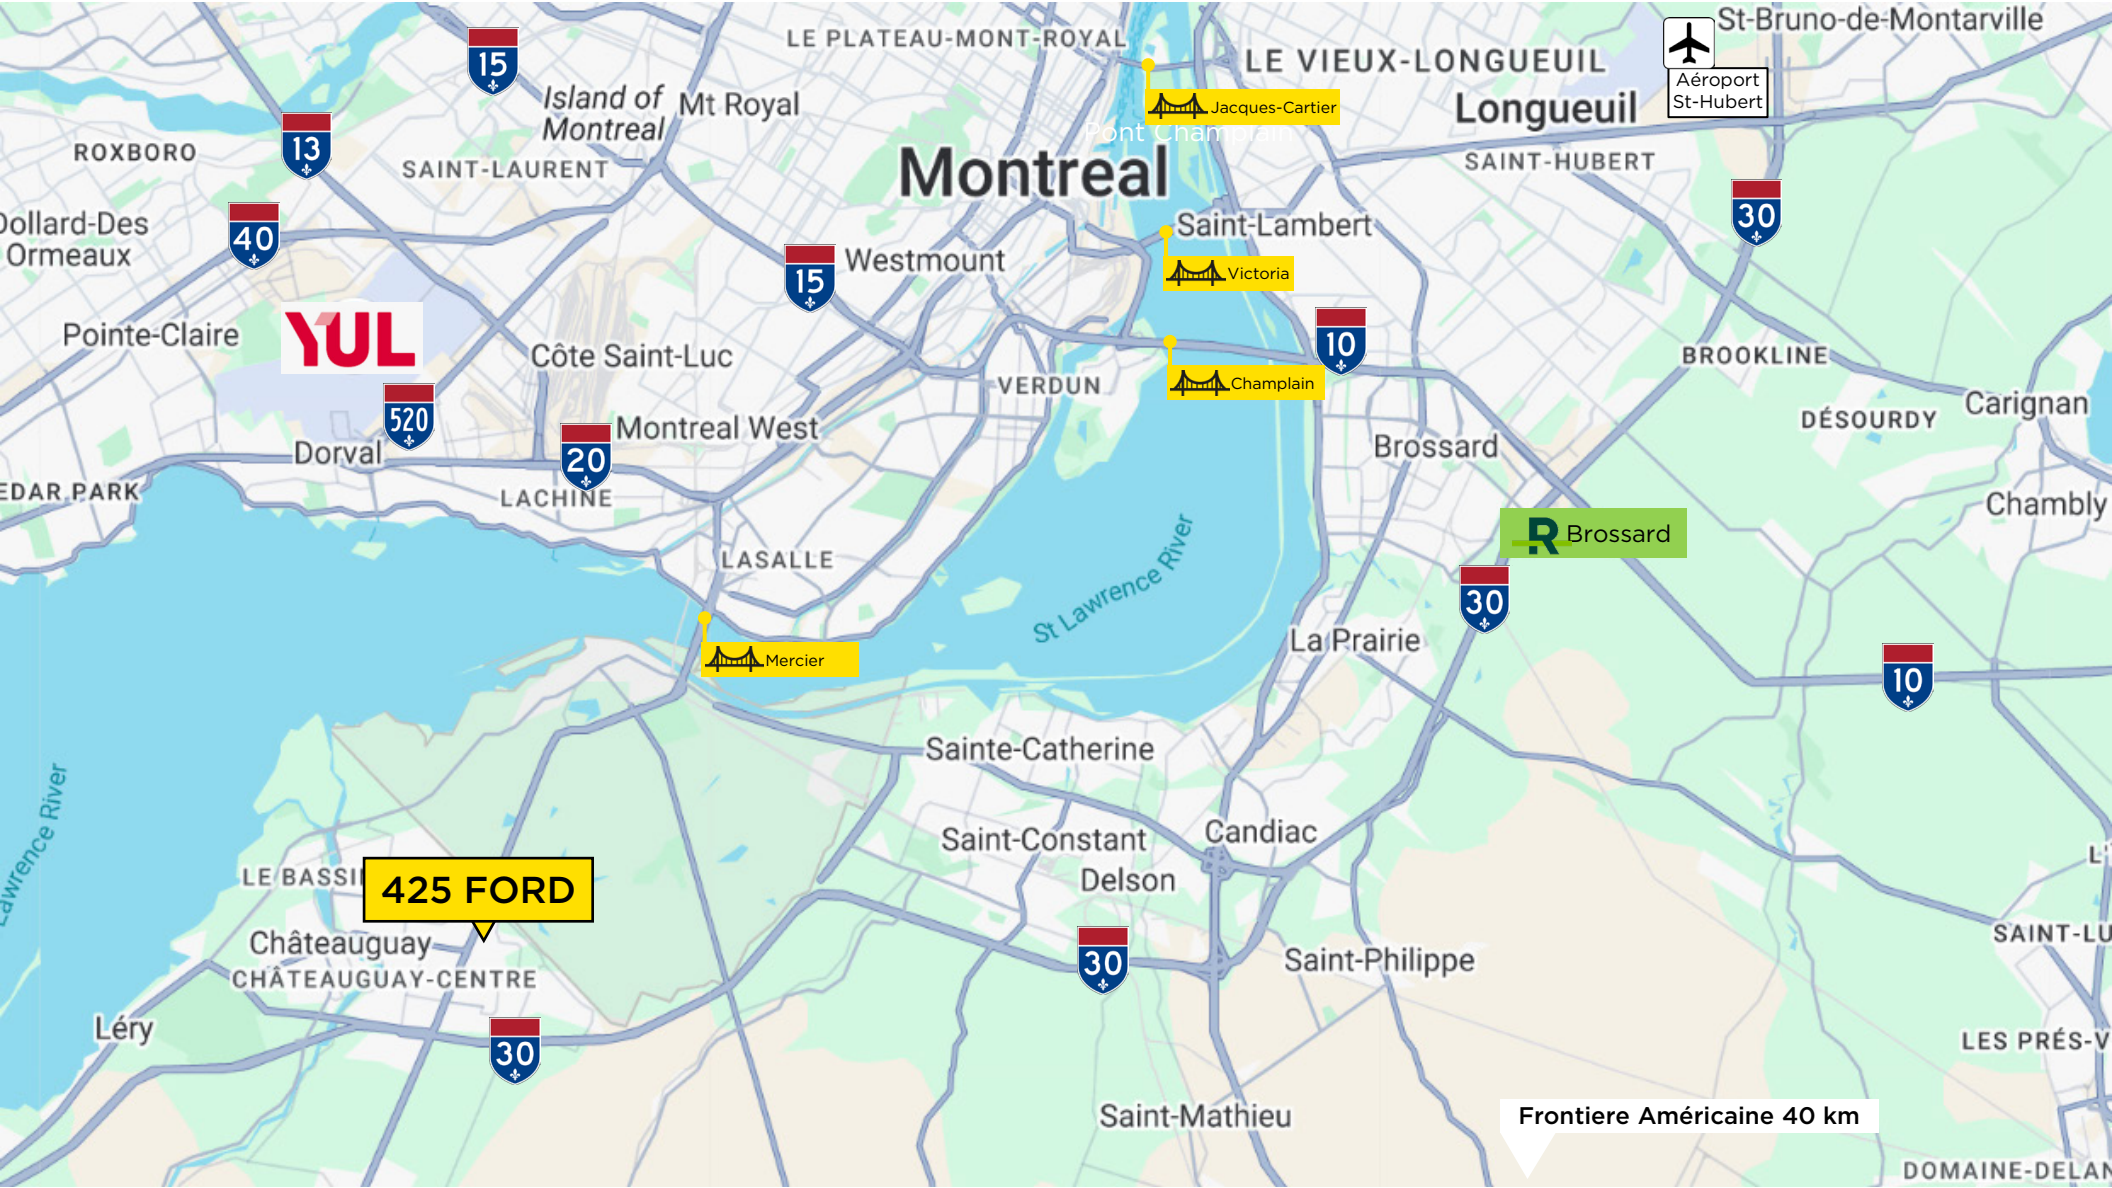 St-Bruno-de-Montarville
LE PLATEAU-MONT-ROYAL
LE VIEUX-LONGUEUIL
15
Aéroport
St-Hubert
Island of
Montreal
Mt Royal
Jacques-Cartier
Longueuil
Pont Champlain
13
ROXBORO
SAINT-LAURENT
Montreal
SAINT-HUBERT
30
Dollard-Des
Ormeaux
40
Saint-Lambert
Westmount
15
Victoria
Pointe-Claire
YUL
Côte Saint-Luc
10
BROOKLINE
VERDUN
Champlain
520
Carignan
DÉSOURDY
Montreal West
Brossard
Dorval
20
EDAR PARK
LACHINE
Chambly
R Brossard
LASALLE
St Lawrence River
30
La Prairie
Mercier
10
Sainte-Catherine
Lawrence River
Saint-Constant
Candiac
LE BASSI
425 FORD
Delson
L'
Châteauguay
SAINT-LU
CHÂTEAUGUAY-CENTRE
30
Saint-Philippe
Léry
30
LES PRÉS-V
Saint-Mathieu
Frontiere Américaine 40 km
DOMAINE-DELAN